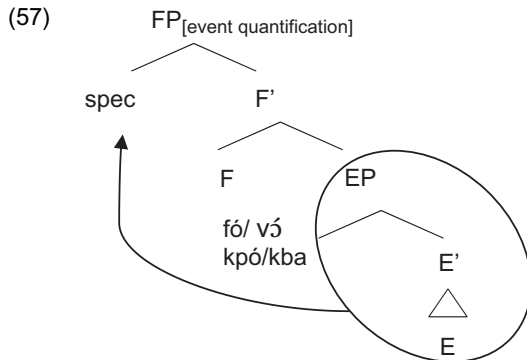 (57)
FP[event quantification]
spec F’
F EP
fó/ vɔ́
kpó/kba E’
E